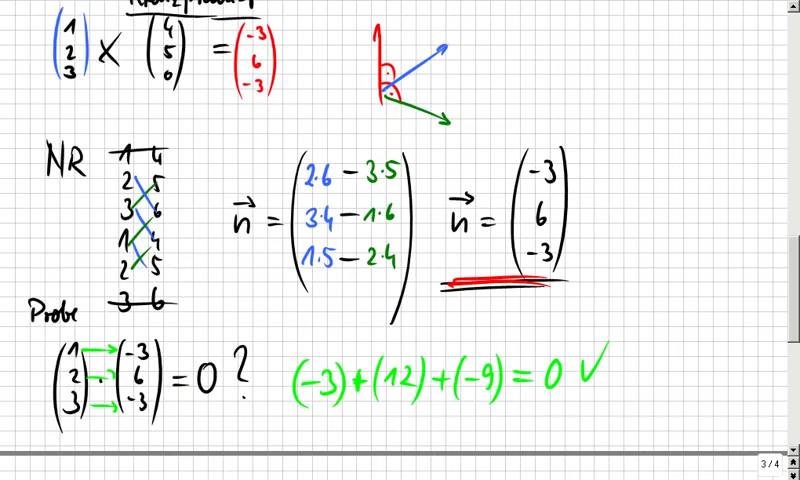 1 4 -3
2 × 5 = 6
3 6 -3
NR
1 4
2 5
3 6
1 4
2 5
3 6
n = 2·6 − 3·5
3·4 − 1·6
1·5 − 2·4
n = -3
6
-3
Probe
1 -3
2 · 6 = 0 ?
3 -3
(-3)+(12)+(-9)=0 ✓
3 / 4